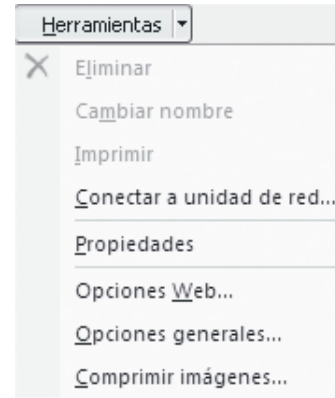 Herramientas
Eliminar
Cambiar nombre
Imprimir
Conectar a unidad de red...
Propiedades
Opciones Web...
Opciones generales...
Comprimir imágenes...